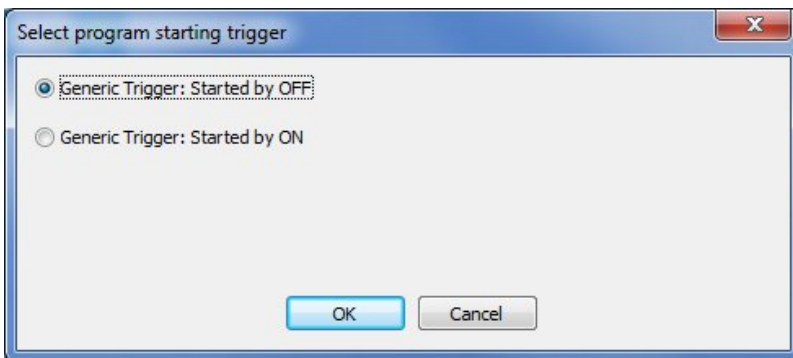 Select program starting trigger
Generic Trigger: Started by OFF
Generic Trigger: Started by ON
OK
Cancel